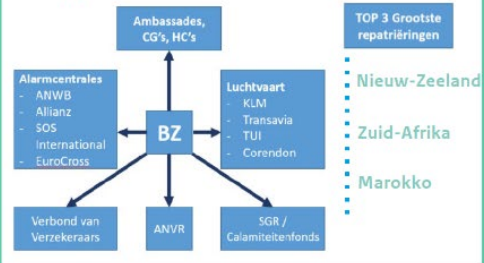 Ambassades,
CG's, HC's
TOP 3 Grootste
repatriëringen
Alarmcentrales
- ANWB
- Allianz
- SOS
International
- EuroCross
BZ
Luchtvaart
- KLM
- Transavia
- TUI
- Corendon
Nieuw-Zeeland
Zuid-Afrika
Marokko
Verbond van
Verzekeraars
ANVR
SGR /
Calamiteitenfonds